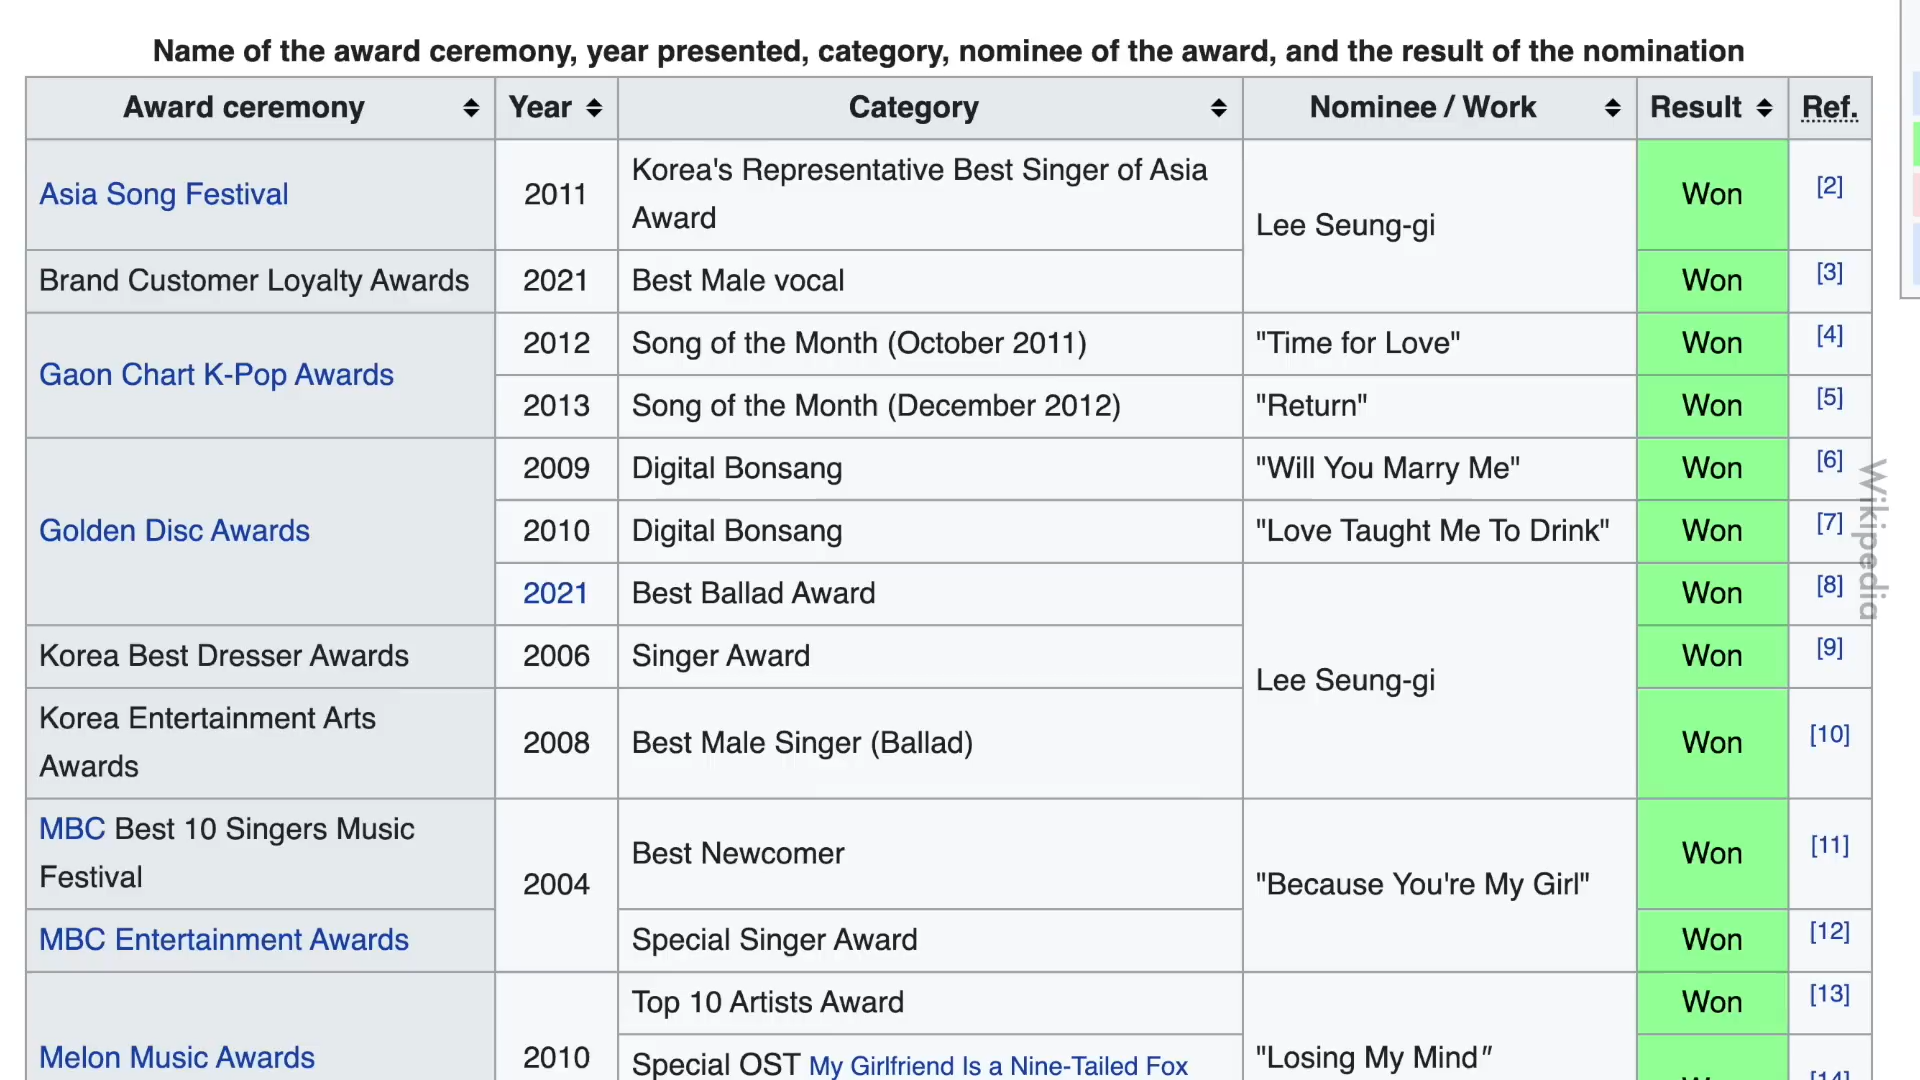 Name of the award ceremony, year presented, category, nominee of the award, and the result of the nomination
Award ceremony Year Category Nominee / Work Result Ref.
Asia Song Festival 2011 Korea's Representative Best Singer of Asia
Award Lee Seung-gi Won [2]
Brand Customer Loyalty Awards 2021 Best Male vocal Won [3]
Gaon Chart K-Pop Awards 2012 Song of the Month (October 2011) "Time for Love" Won [4]
2013 Song of the Month (December 2012) "Return" Won [5]
Golden Disc Awards 2009 Digital Bonsang "Will You Marry Me" Won [6]
2010 Digital Bonsang "Love Taught Me To Drink" Won [7]
2021 Best Ballad Award Lee Seung-gi Won [8]
Korea Best Dresser Awards 2006 Singer Award Won [9]
Korea Entertainment Arts
Awards 2008 Best Male Singer (Ballad) Won [10]
MBC Best 10 Singers Music
Festival 2004 Best Newcomer "Because You're My Girl" Won [11]
MBC Entertainment Awards Special Singer Award Won [12]
Melon Music Awards 2010 Top 10 Artists Award "Losing My Mind" Won [13]
Special OST My Girlfriend Is a Nine-Tailed Fox
Wikipedia